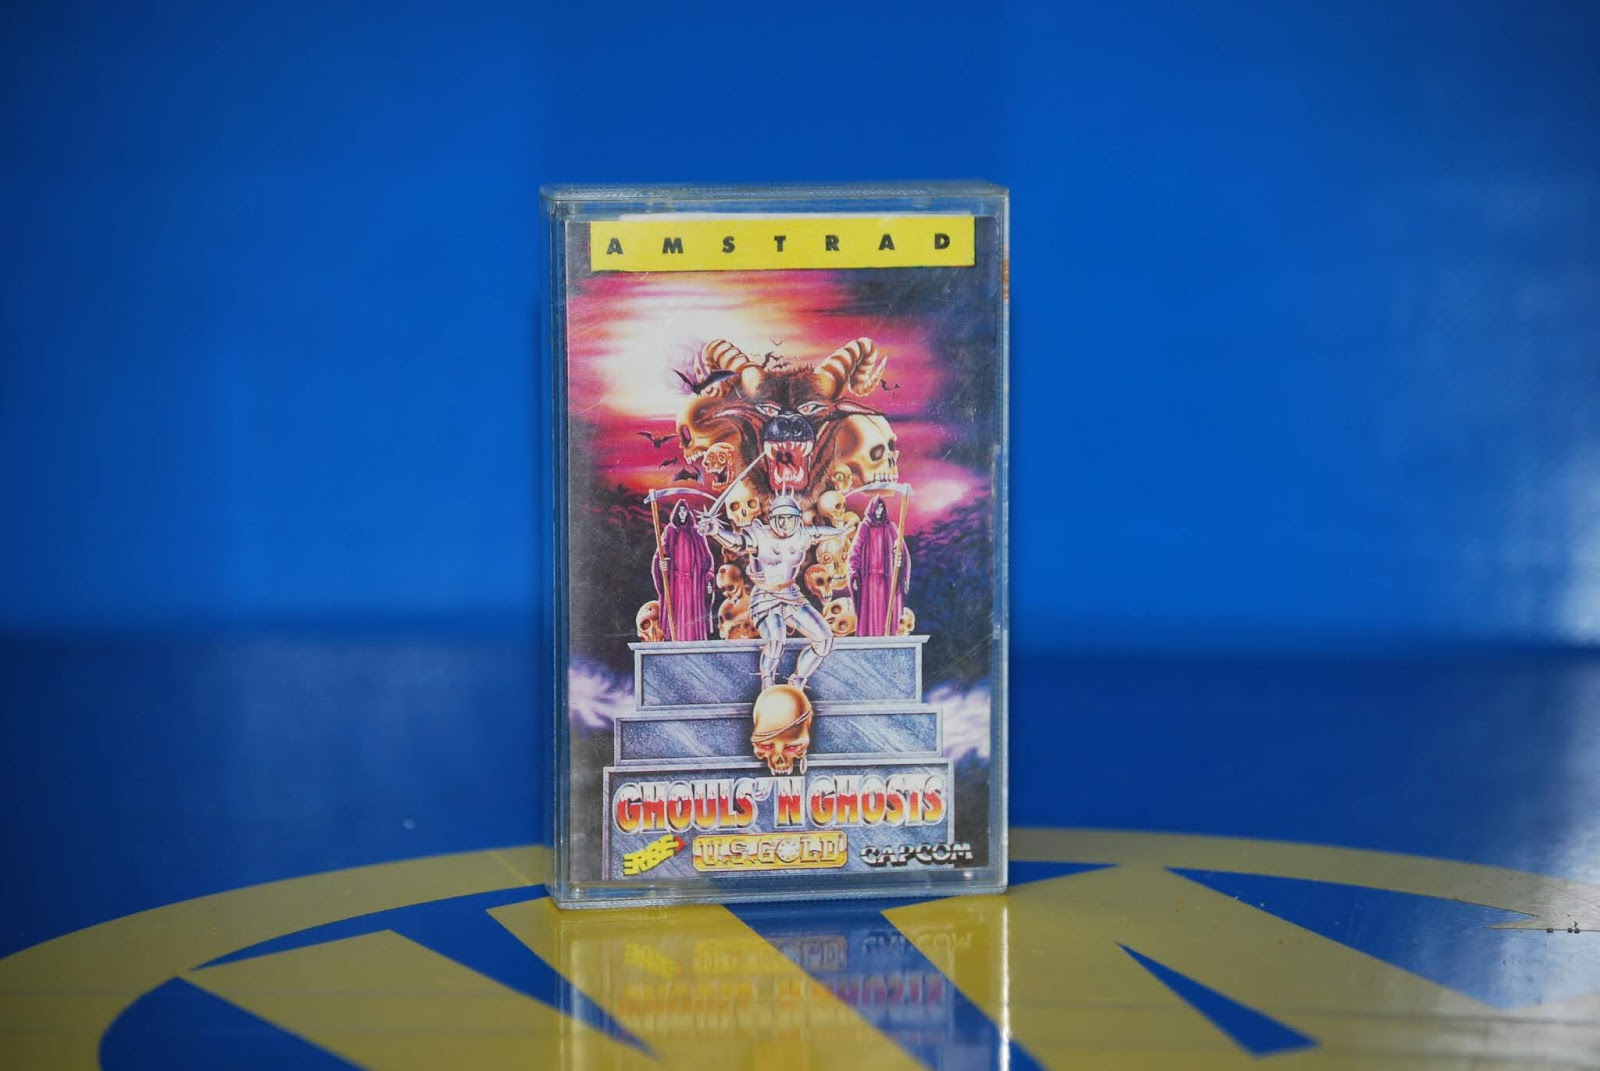 AMSTRAD
GHOULS'N GHOSTS
ERBE U.S. GOLD CAPCOM